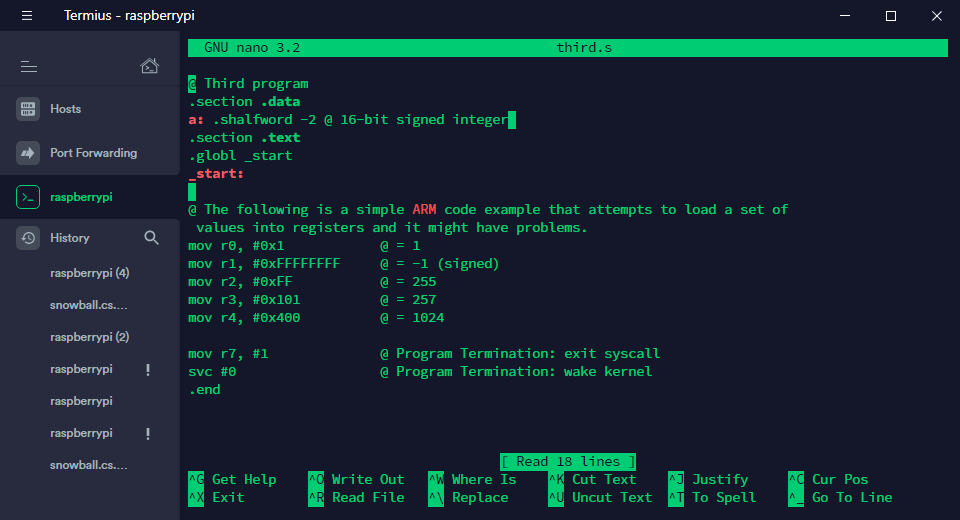 Termius - raspberrypi
Hosts
Port Forwarding
raspberrypi
History
raspberrypi (4)
snowball.cs....
raspberrypi (2)
raspberrypi !
raspberrypi
raspberrypi !
snowball.cs....
GNU nano 3.2 third.s
@ Third program
.section .data
a: .shalfword -2 @ 16-bit signed integer
.section .text
.globl _start
_start:
@ The following is a simple ARM code example that attempts to load a set of
values into registers and it might have problems.
mov r0, #0x1 @ = 1
mov r1, #0xFFFFFFFF @ = -1 (signed)
mov r2, #0xFF @ = 255
mov r3, #0x101 @ = 257
mov r4, #0x400 @ = 1024
mov r7, #1 @ Program Termination: exit syscall
svc #0 @ Program Termination: wake kernel
.end
[ Read 18 lines ]
^G Get Help ^O Write Out ^W Where Is ^K Cut Text ^J Justify ^C Cur Pos
^X Exit ^R Read File ^\ Replace ^U Uncut Text ^T To Spell ^_ Go To Line